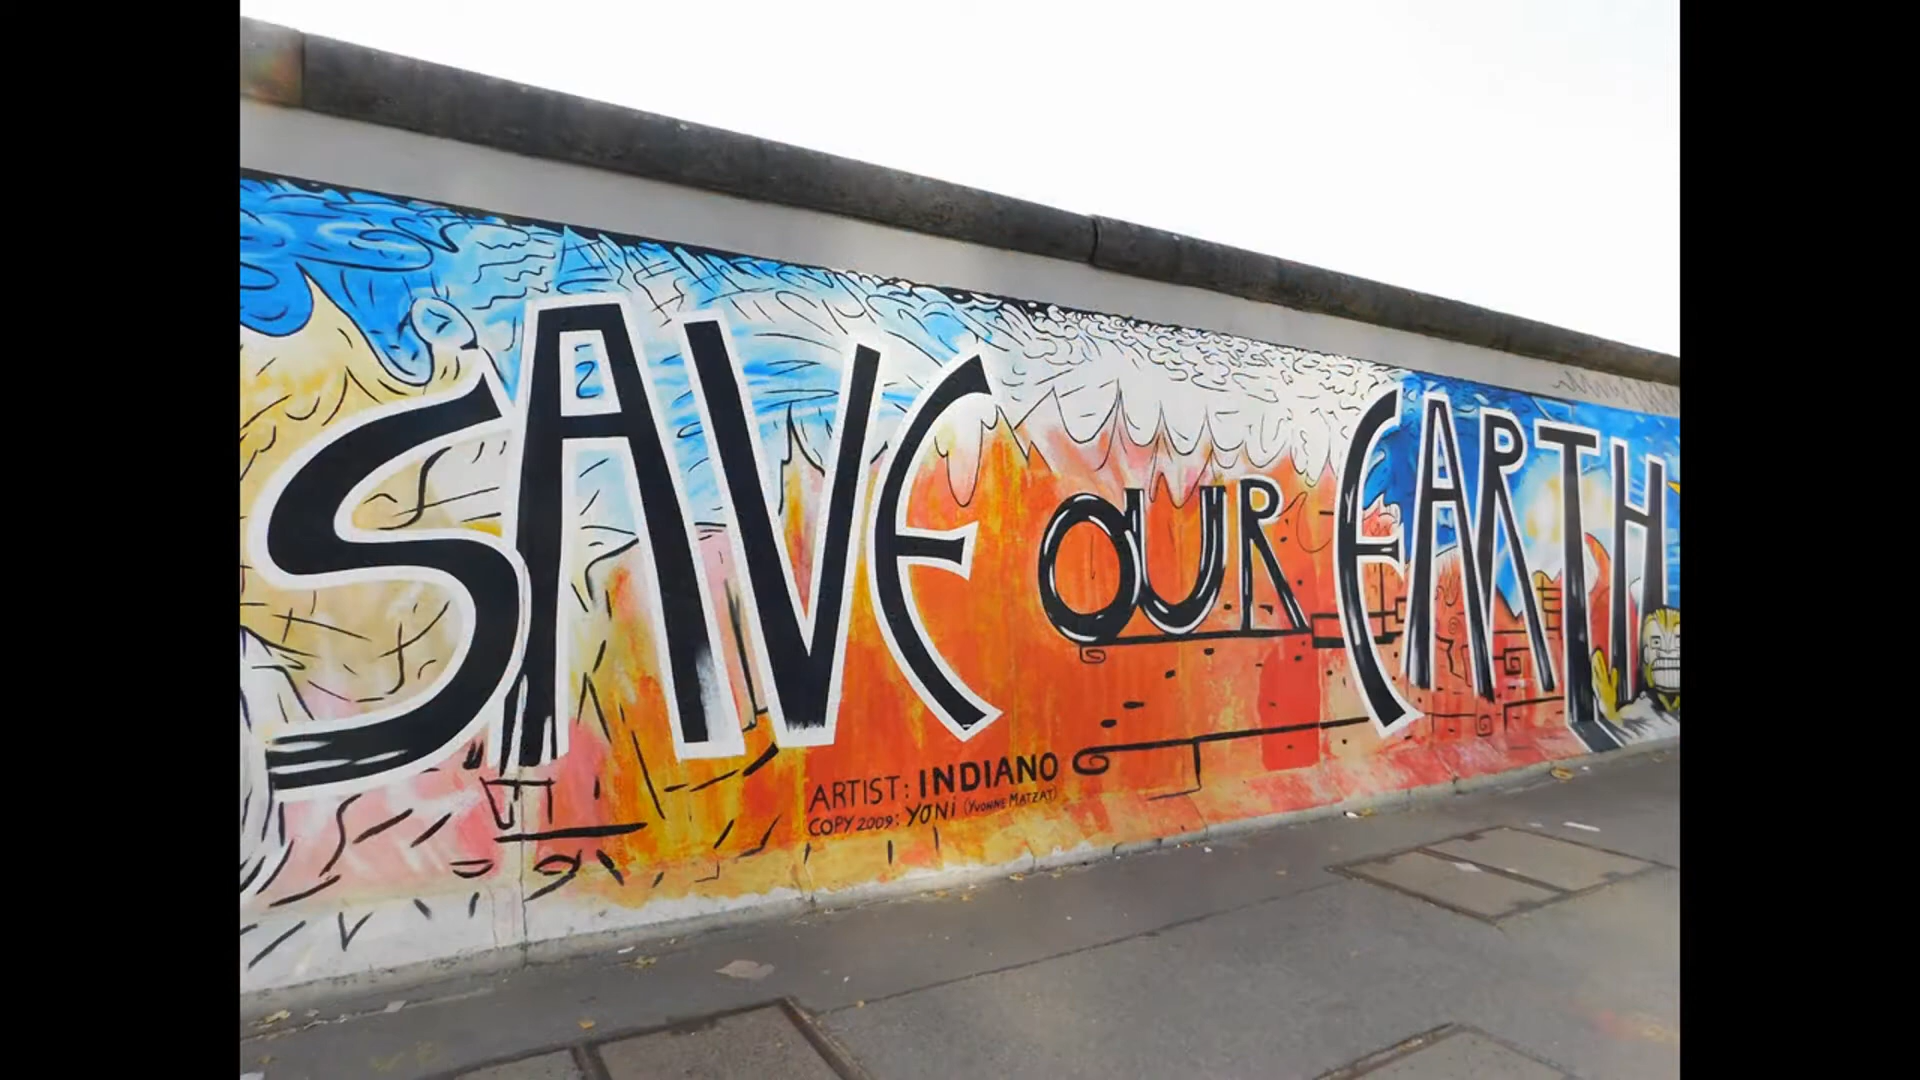 SAVE OUR EARTH
ARTIST: INDIANO
COPY 2009: YONI (YVONNE MATZAT)